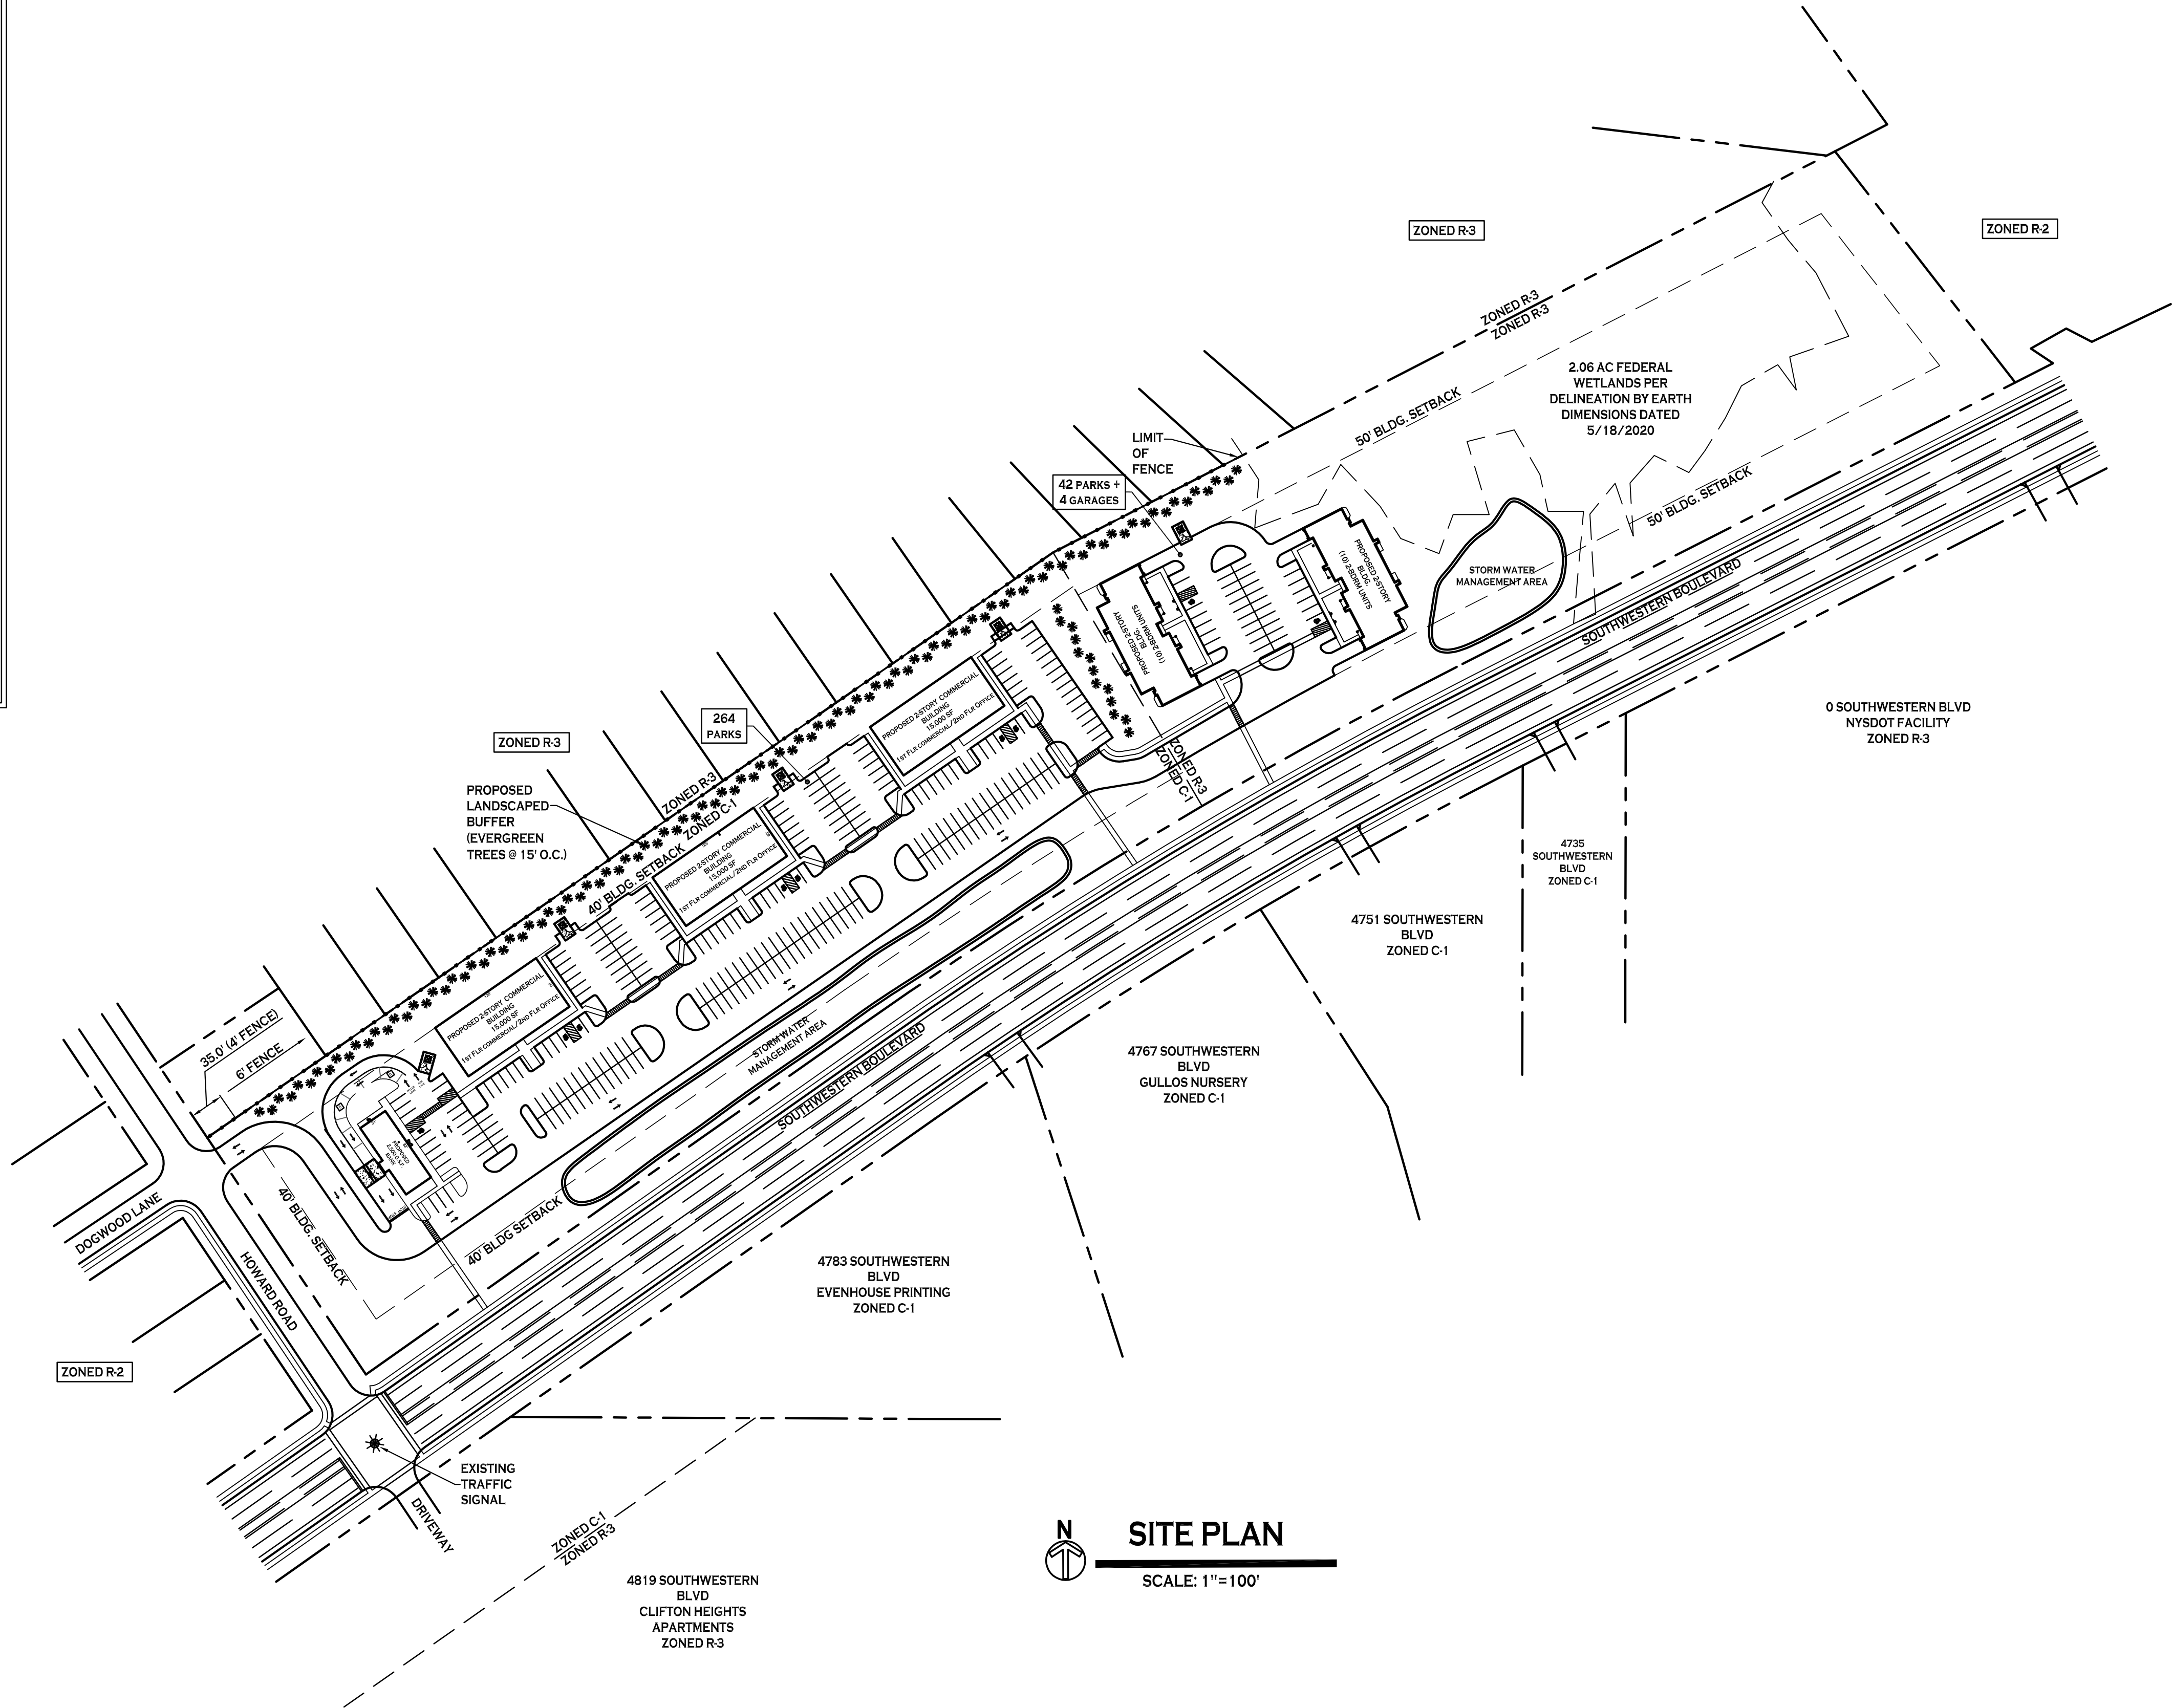 ZONED R-3
ZONED R-2
ZONED R-3
ZONED R-3
2.06 AC FEDERAL
WETLANDS PER
DELINEATION BY EARTH
DIMENSIONS DATED
5/18/2020
50' BLDG. SETBACK
LIMIT
OF
FENCE
42 PARKS +
4 GARAGES
50' BLDG. SETBACK
PROPOSED 2-STORY
BLDG.
(10) 2-BDRM UNITS
STORM WATER
MANAGEMENT AREA
SOUTHWESTERN BOULEVARD
PROPOSED 2-STORY
BLDG.
(10) 2-BDRM UNITS
0 SOUTHWESTERN BLVD
NYSDOT FACILITY
ZONED R-3
264
PARKS
PROPOSED 2-STORY COMMERCIAL
BUILDING
15,000 SF
1ST FLR COMMERCIAL/2ND FLR OFFICE
ZONED R-3
ZONED R-3
ZONED C-1
ZONED R-3
ZONED C-1
PROPOSED
LANDSCAPED
BUFFER
(EVERGREEN
TREES @ 15' O.C.)
40' BLDG. SETBACK
PROPOSED 2-STORY COMMERCIAL
BUILDING
15,000 SF
1ST FLR COMMERCIAL/2ND FLR OFFICE
4735
SOUTHWESTERN
BLVD
ZONED C-1
4751 SOUTHWESTERN
BLVD
ZONED C-1
PROPOSED 2-STORY COMMERCIAL
BUILDING
15,000 SF
1ST FLR COMMERCIAL/2ND FLR OFFICE
35.0' (4' FENCE)
6' FENCE
STORM WATER
MANAGEMENT AREA
SOUTHWESTERN BOULEVARD
4767 SOUTHWESTERN
BLVD
GULLOS NURSERY
ZONED C-1
PROPOSED
BANK
DOGWOOD LANE
40' BLDG. SETBACK
40' BLDG SETBACK
HOWARD ROAD
4783 SOUTHWESTERN
BLVD
EVENHOUSE PRINTING
ZONED C-1
ZONED R-2
EXISTING
TRAFFIC
SIGNAL
DRIVEWAY
ZONED C-1
ZONED R-3
4819 SOUTHWESTERN
BLVD
CLIFTON HEIGHTS
APARTMENTS
ZONED R-3
N
SITE PLAN
SCALE: 1"=100'